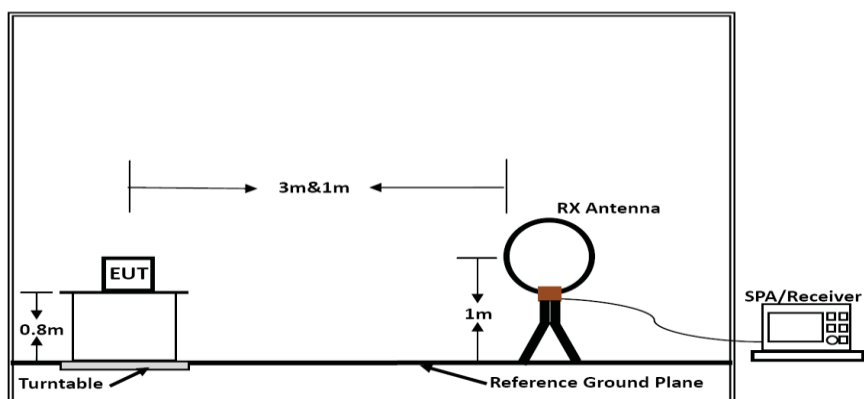 3m&1m
RX Antenna
EUT
SPA/Receiver
0.8m
1m
Turntable
Reference Ground Plane